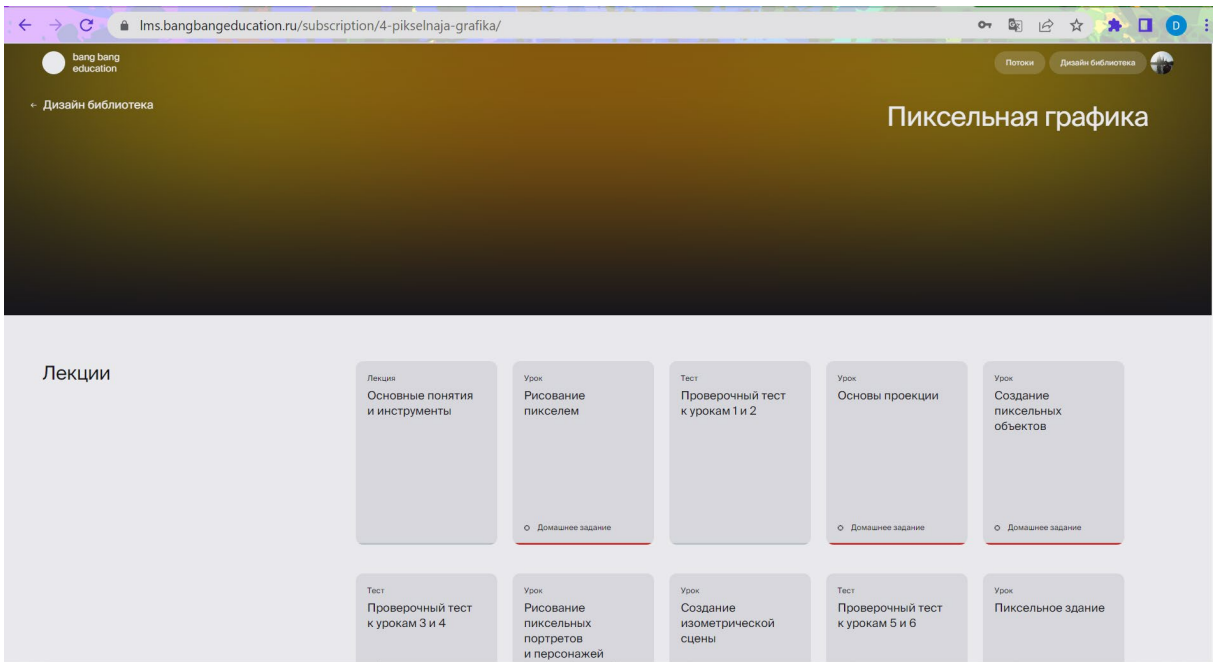 lms.bangbangeducation.ru/subscription/4-pikselnaja-grafika/
D
bang bang
education
Потоки
Дизайн библиотека
← Дизайн библиотека
Пиксельная графика
Лекции
Лекция
Основные понятия
и инструменты
Урок
Рисование
пикселем
Домашнее задание
Тест
Проверочный тест
к урокам 1 и 2
Урок
Основы проекции
Домашнее задание
Урок
Создание
пиксельных
объектов
Домашнее задание
Тест
Проверочный тест
к урокам 3 и 4
Урок
Рисование
пиксельных
портретов
и персонажей
Урок
Создание
изометрической
сцены
Тест
Проверочный тест
к урокам 5 и 6
Урок
Пиксельное здание